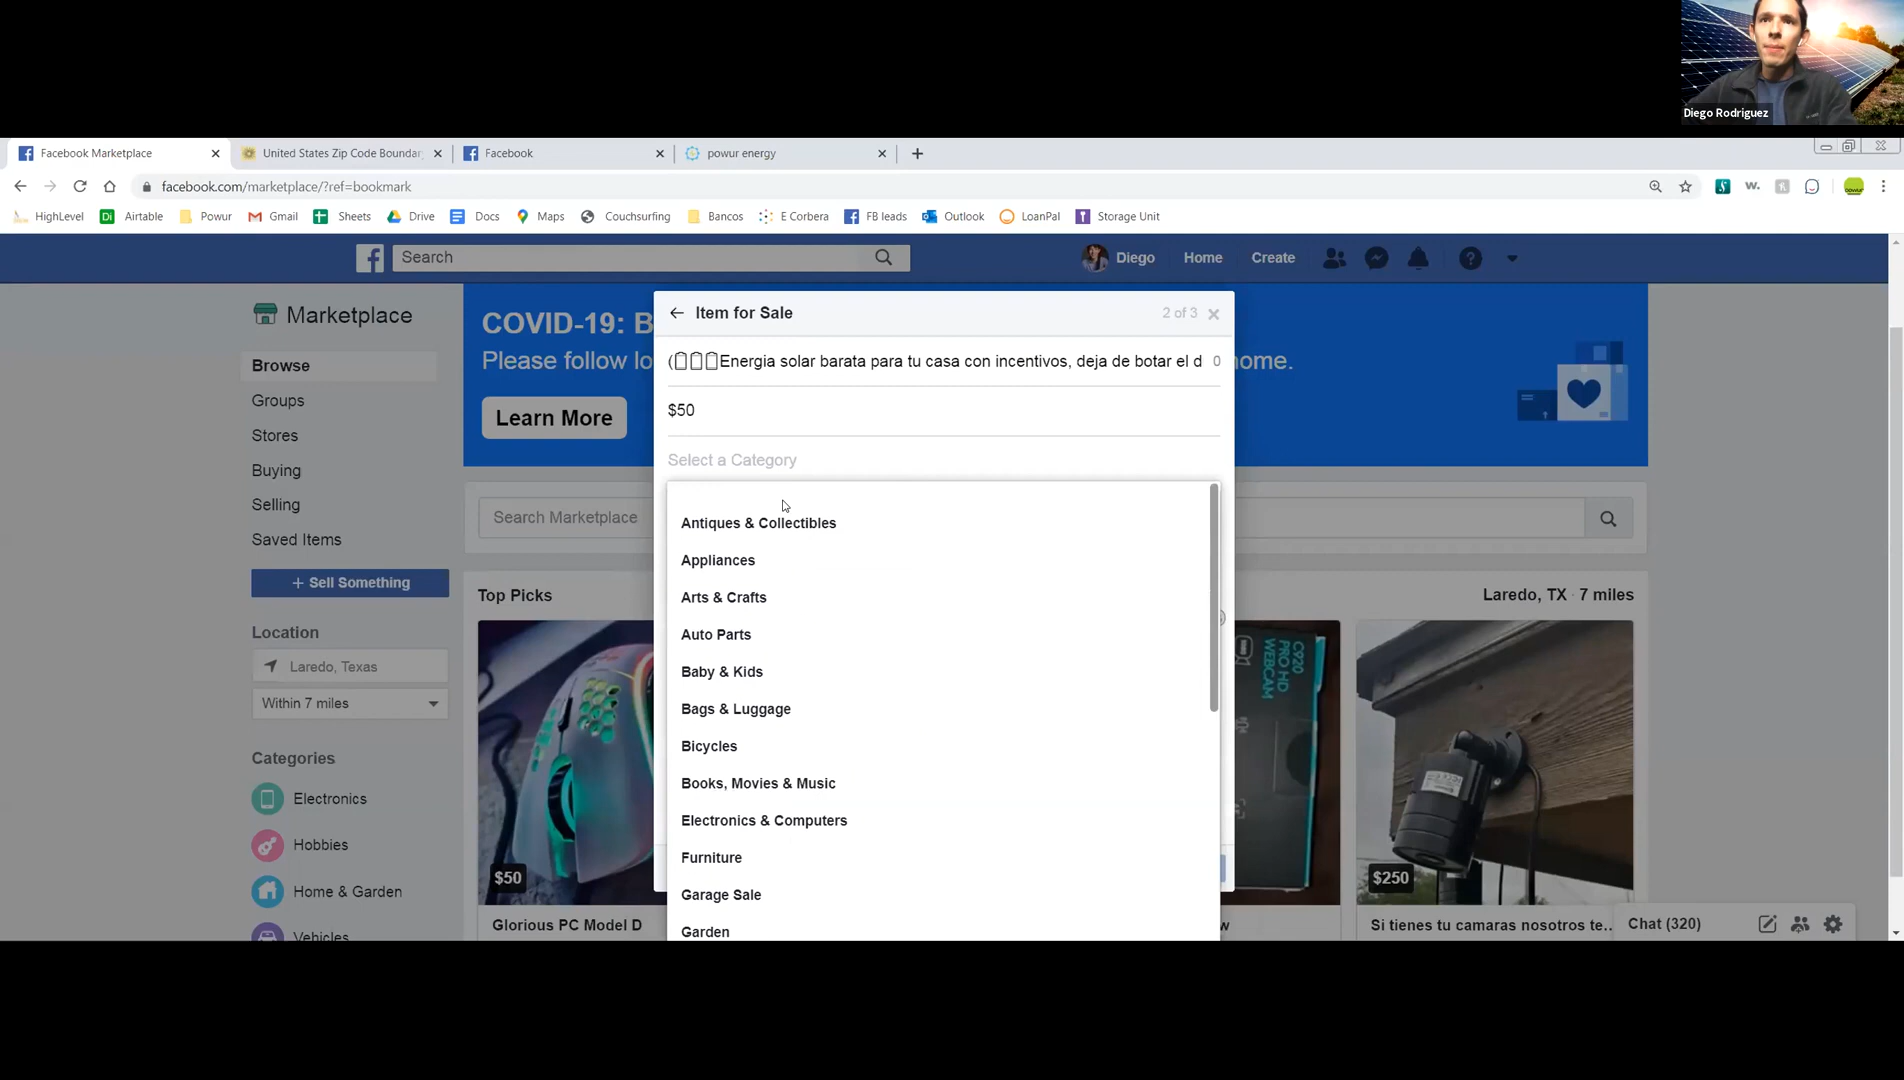 Diego Rodriguez
Facebook Marketplace
United States Zip Code Boundar
Facebook
powur energy
facebook.com/marketplace/?ref=bookmark
HighLevel
Airtable
Powur
Gmail
Sheets
Drive
Docs
Maps
Couchsurfing
Bancos
E Corbera
FB leads
Outlook
LoanPal
Storage Unit
Search
Diego
Home
Create
Marketplace
COVID-19: B
Please follow lo
ome.
Learn More
Item for Sale
2 of 3
(Energia solar barata para tu casa con incentivos, deja de botar el d
0
$50
Select a Category
Antiques & Collectibles
Appliances
Arts & Crafts
Auto Parts
Baby & Kids
Bags & Luggage
Bicycles
Books, Movies & Music
Electronics & Computers
Furniture
Garage Sale
Garden
Browse
Groups
Stores
Buying
Selling
Saved Items
+ Sell Something
Location
Laredo, Texas
Within 7 miles
Categories
Electronics
Hobbies
Home & Garden
Vehicles
Search Marketplace
Top Picks
Laredo, TX · 7 miles
C920
PRO HD
WEBCAM
$50
Glorious PC Model D
w
$250
Si tienes tu camaras nosotros te...
Chat (320)